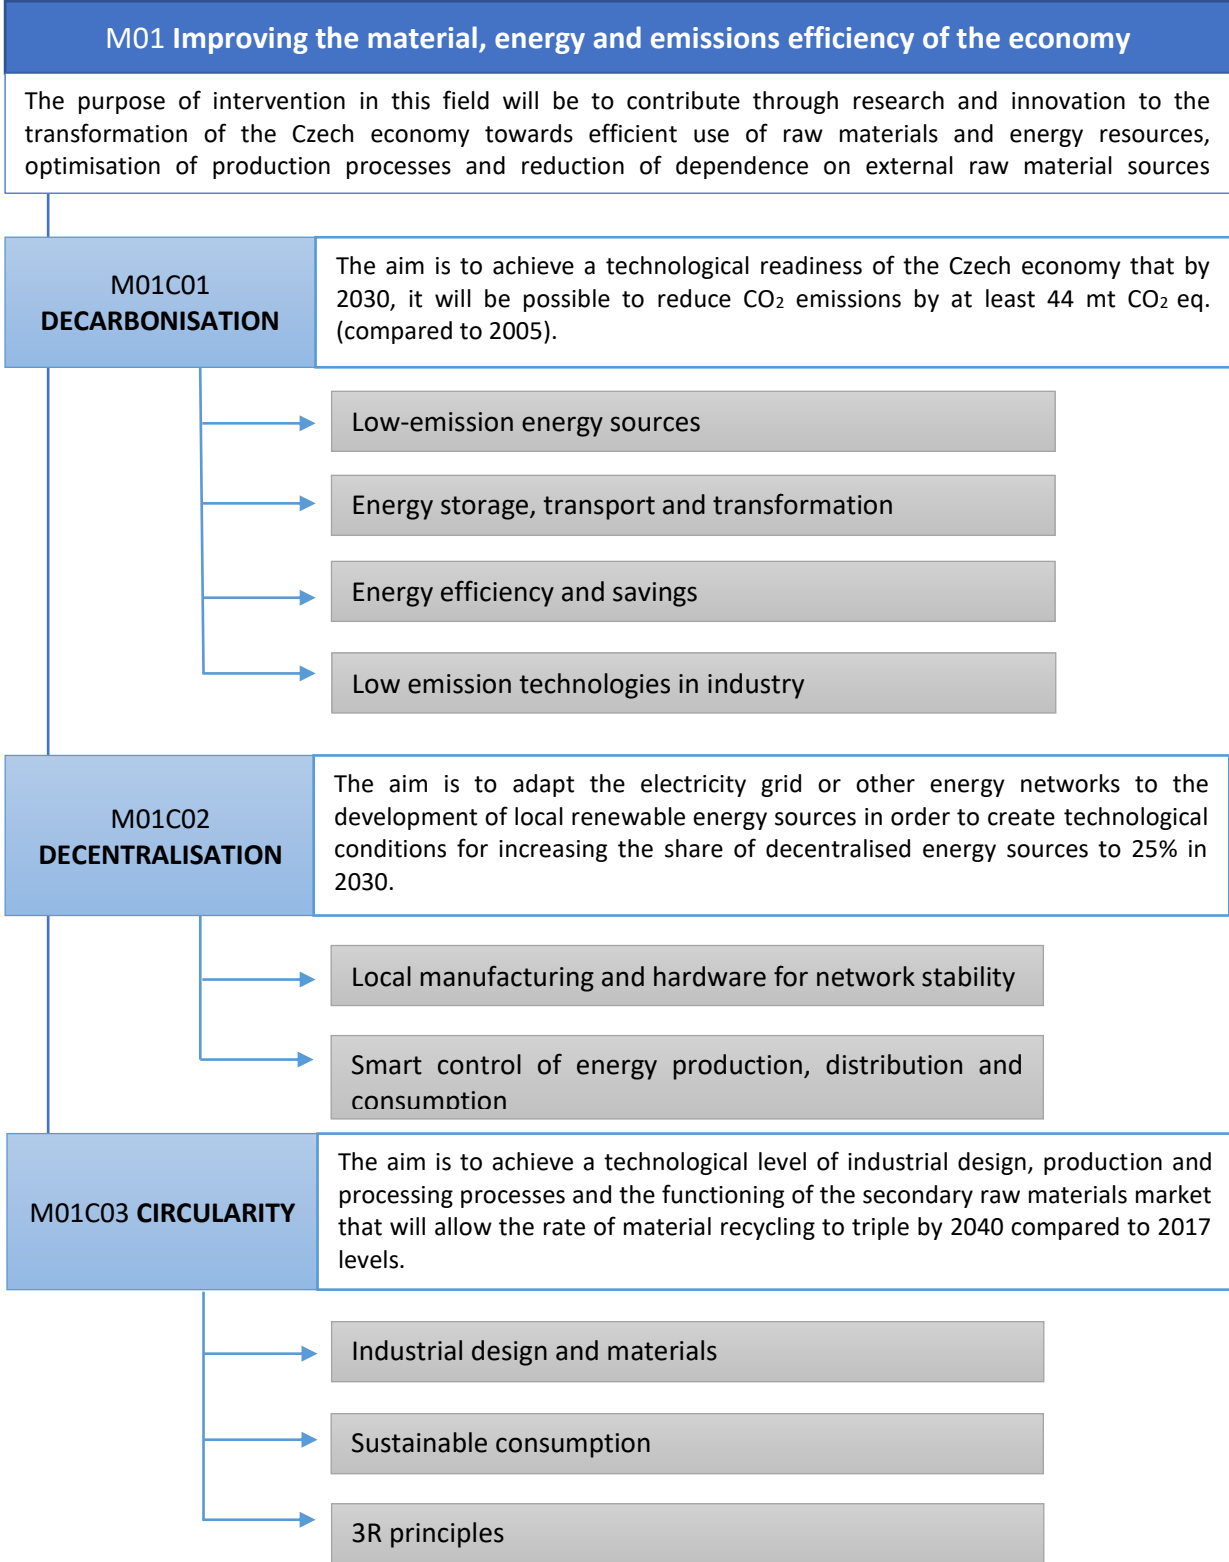 M01 Improving the material, energy and emissions efficiency of the economy
The purpose of intervention in this field will be to contribute through research and innovation to the
transformation of the Czech economy towards efficient use of raw materials and energy resources,
optimisation of production processes and reduction of dependence on external raw material sources
M01C01
DECARBONISATION
The aim is to achieve a technological readiness of the Czech economy that by
2030, it will be possible to reduce CO₂ emissions by at least 44 mt CO₂ eq.
(compared to 2005).
Low-emission energy sources
Energy storage, transport and transformation
Energy efficiency and savings
Low emission technologies in industry
M01C02
DECENTRALISATION
The aim is to adapt the electricity grid or other energy networks to the
development of local renewable energy sources in order to create technological
conditions for increasing the share of decentralised energy sources to 25% in
2030.
Local manufacturing and hardware for network stability
Smart control of energy production, distribution and
consumption
M01C03 CIRCULARITY
The aim is to achieve a technological level of industrial design, production and
processing processes and the functioning of the secondary raw materials market
that will allow the rate of material recycling to triple by 2040 compared to 2017
levels.
Industrial design and materials
Sustainable consumption
3R principles